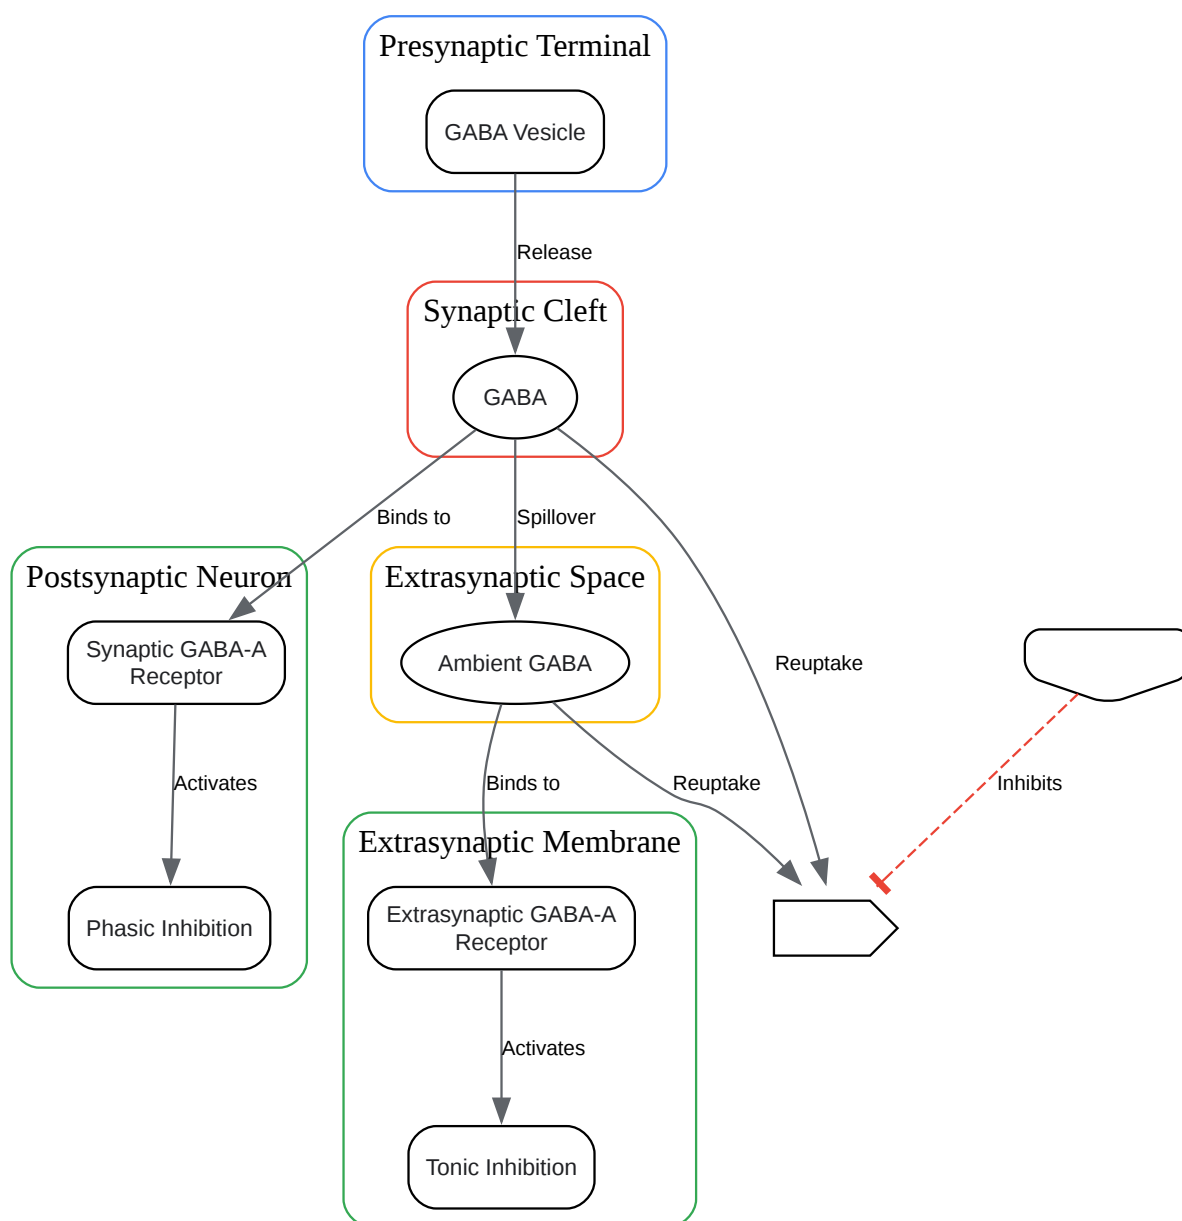 Presynaptic Terminal
GABA Vesicle
Release
Synaptic Cleft
GABA
Binds to
Spillover
Postsynaptic Neuron
Extrasynaptic Space
Synaptic GABA-A
Receptor
Ambient GABA
Reuptake
Activates
Binds to
Reuptake
Inhibits
Extrasynaptic Membrane
Phasic Inhibition
Extrasynaptic GABA-A
Receptor
Activates
Tonic Inhibition